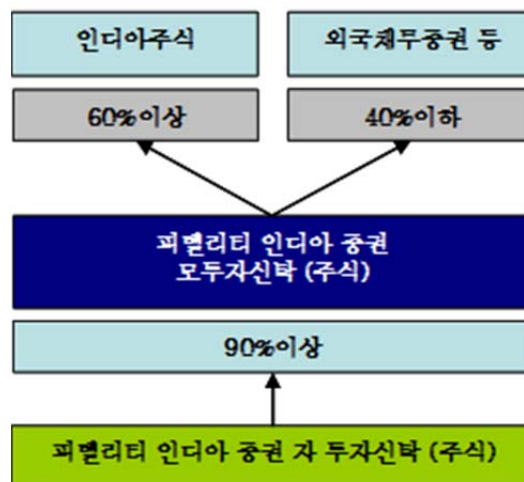 인디아주식
외국채무증권 등
60%이상
40%이하
피델리티 인디아 증권
모투자신탁 (주식)
90%이상
피델리티 인디아 증권 자 투자신탁 (주식)